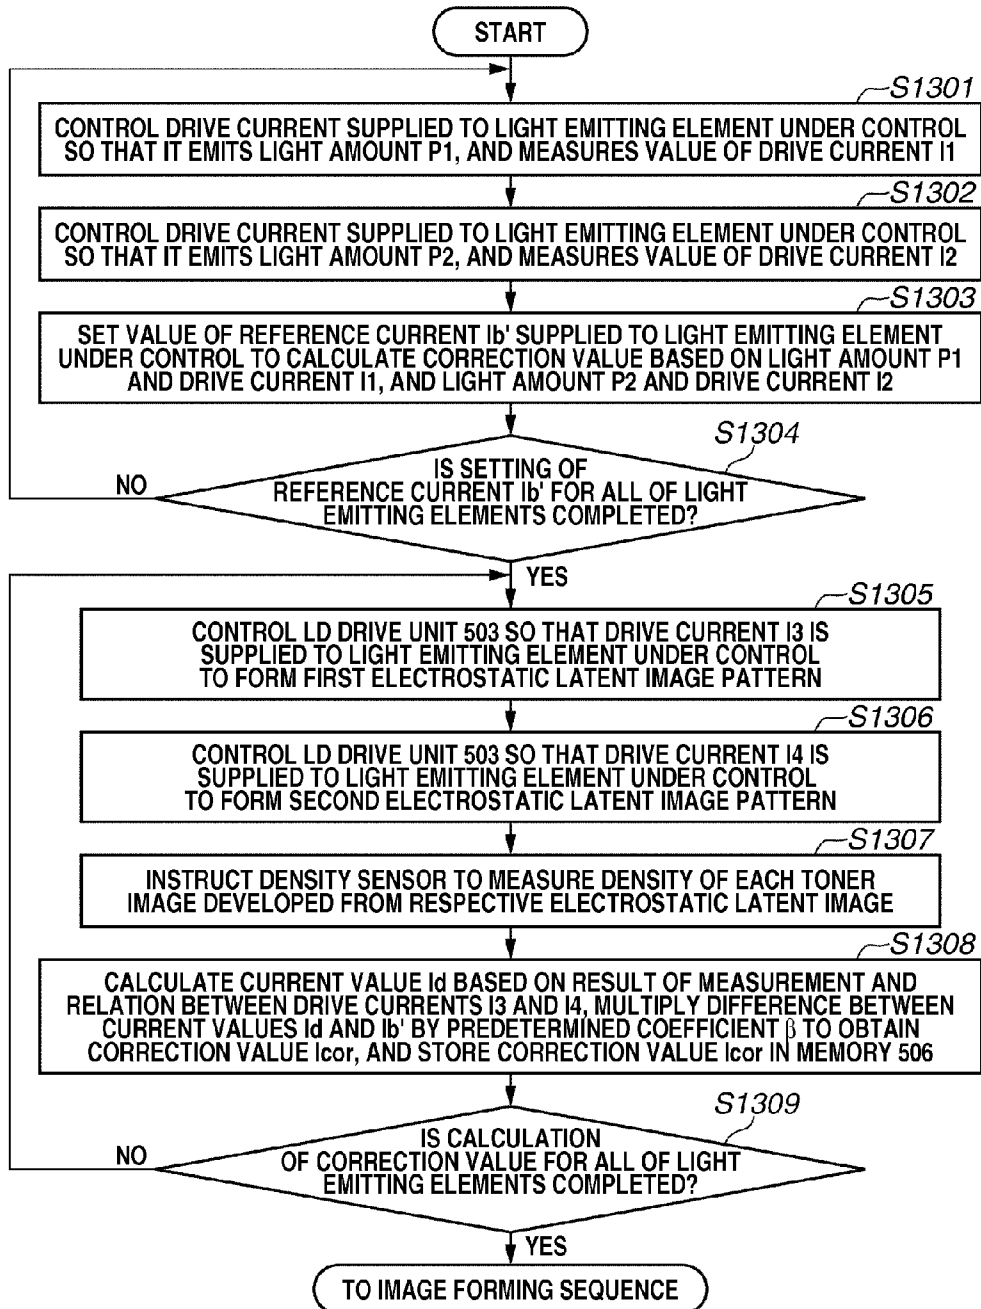 START
S1301
CONTROL DRIVE CURRENT SUPPLIED TO LIGHT EMITTING ELEMENT UNDER CONTROL
SO THAT IT EMITS LIGHT AMOUNT P1, AND MEASURES VALUE OF DRIVE CURRENT I1
S1302
CONTROL DRIVE CURRENT SUPPLIED TO LIGHT EMITTING ELEMENT UNDER CONTROL
SO THAT IT EMITS LIGHT AMOUNT P2, AND MEASURES VALUE OF DRIVE CURRENT I2
S1303
SET VALUE OF REFERENCE CURRENT Ib' SUPPLIED TO LIGHT EMITTING ELEMENT
UNDER CONTROL TO CALCULATE CORRECTION VALUE BASED ON LIGHT AMOUNT P1
AND DRIVE CURRENT I1, AND LIGHT AMOUNT P2 AND DRIVE CURRENT I2
S1304
IS SETTING OF
REFERENCE CURRENT Ib' FOR ALL OF LIGHT
EMITTING ELEMENTS COMPLETED?
NO
YES
S1305
CONTROL LD DRIVE UNIT 503 SO THAT DRIVE CURRENT I3 IS
SUPPLIED TO LIGHT EMITTING ELEMENT UNDER CONTROL
TO FORM FIRST ELECTROSTATIC LATENT IMAGE PATTERN
S1306
CONTROL LD DRIVE UNIT 503 SO THAT DRIVE CURRENT I4 IS
SUPPLIED TO LIGHT EMITTING ELEMENT UNDER CONTROL
TO FORM SECOND ELECTROSTATIC LATENT IMAGE PATTERN
S1307
INSTRUCT DENSITY SENSOR TO MEASURE DENSITY OF EACH TONER
IMAGE DEVELOPED FROM RESPECTIVE ELECTROSTATIC LATENT IMAGE
S1308
CALCULATE CURRENT VALUE Id BASED ON RESULT OF MEASUREMENT AND
RELATION BETWEEN DRIVE CURRENTS I3 AND I4, MULTIPLY DIFFERENCE BETWEEN
CURRENT VALUES Id AND Ib' BY PREDETERMINED COEFFICIENT β TO OBTAIN
CORRECTION VALUE Icor, AND STORE CORRECTION VALUE Icor IN MEMORY 506
S1309
IS CALCULATION
OF CORRECTION VALUE FOR ALL OF LIGHT
EMITTING ELEMENTS COMPLETED?
NO
YES
TO IMAGE FORMING SEQUENCE